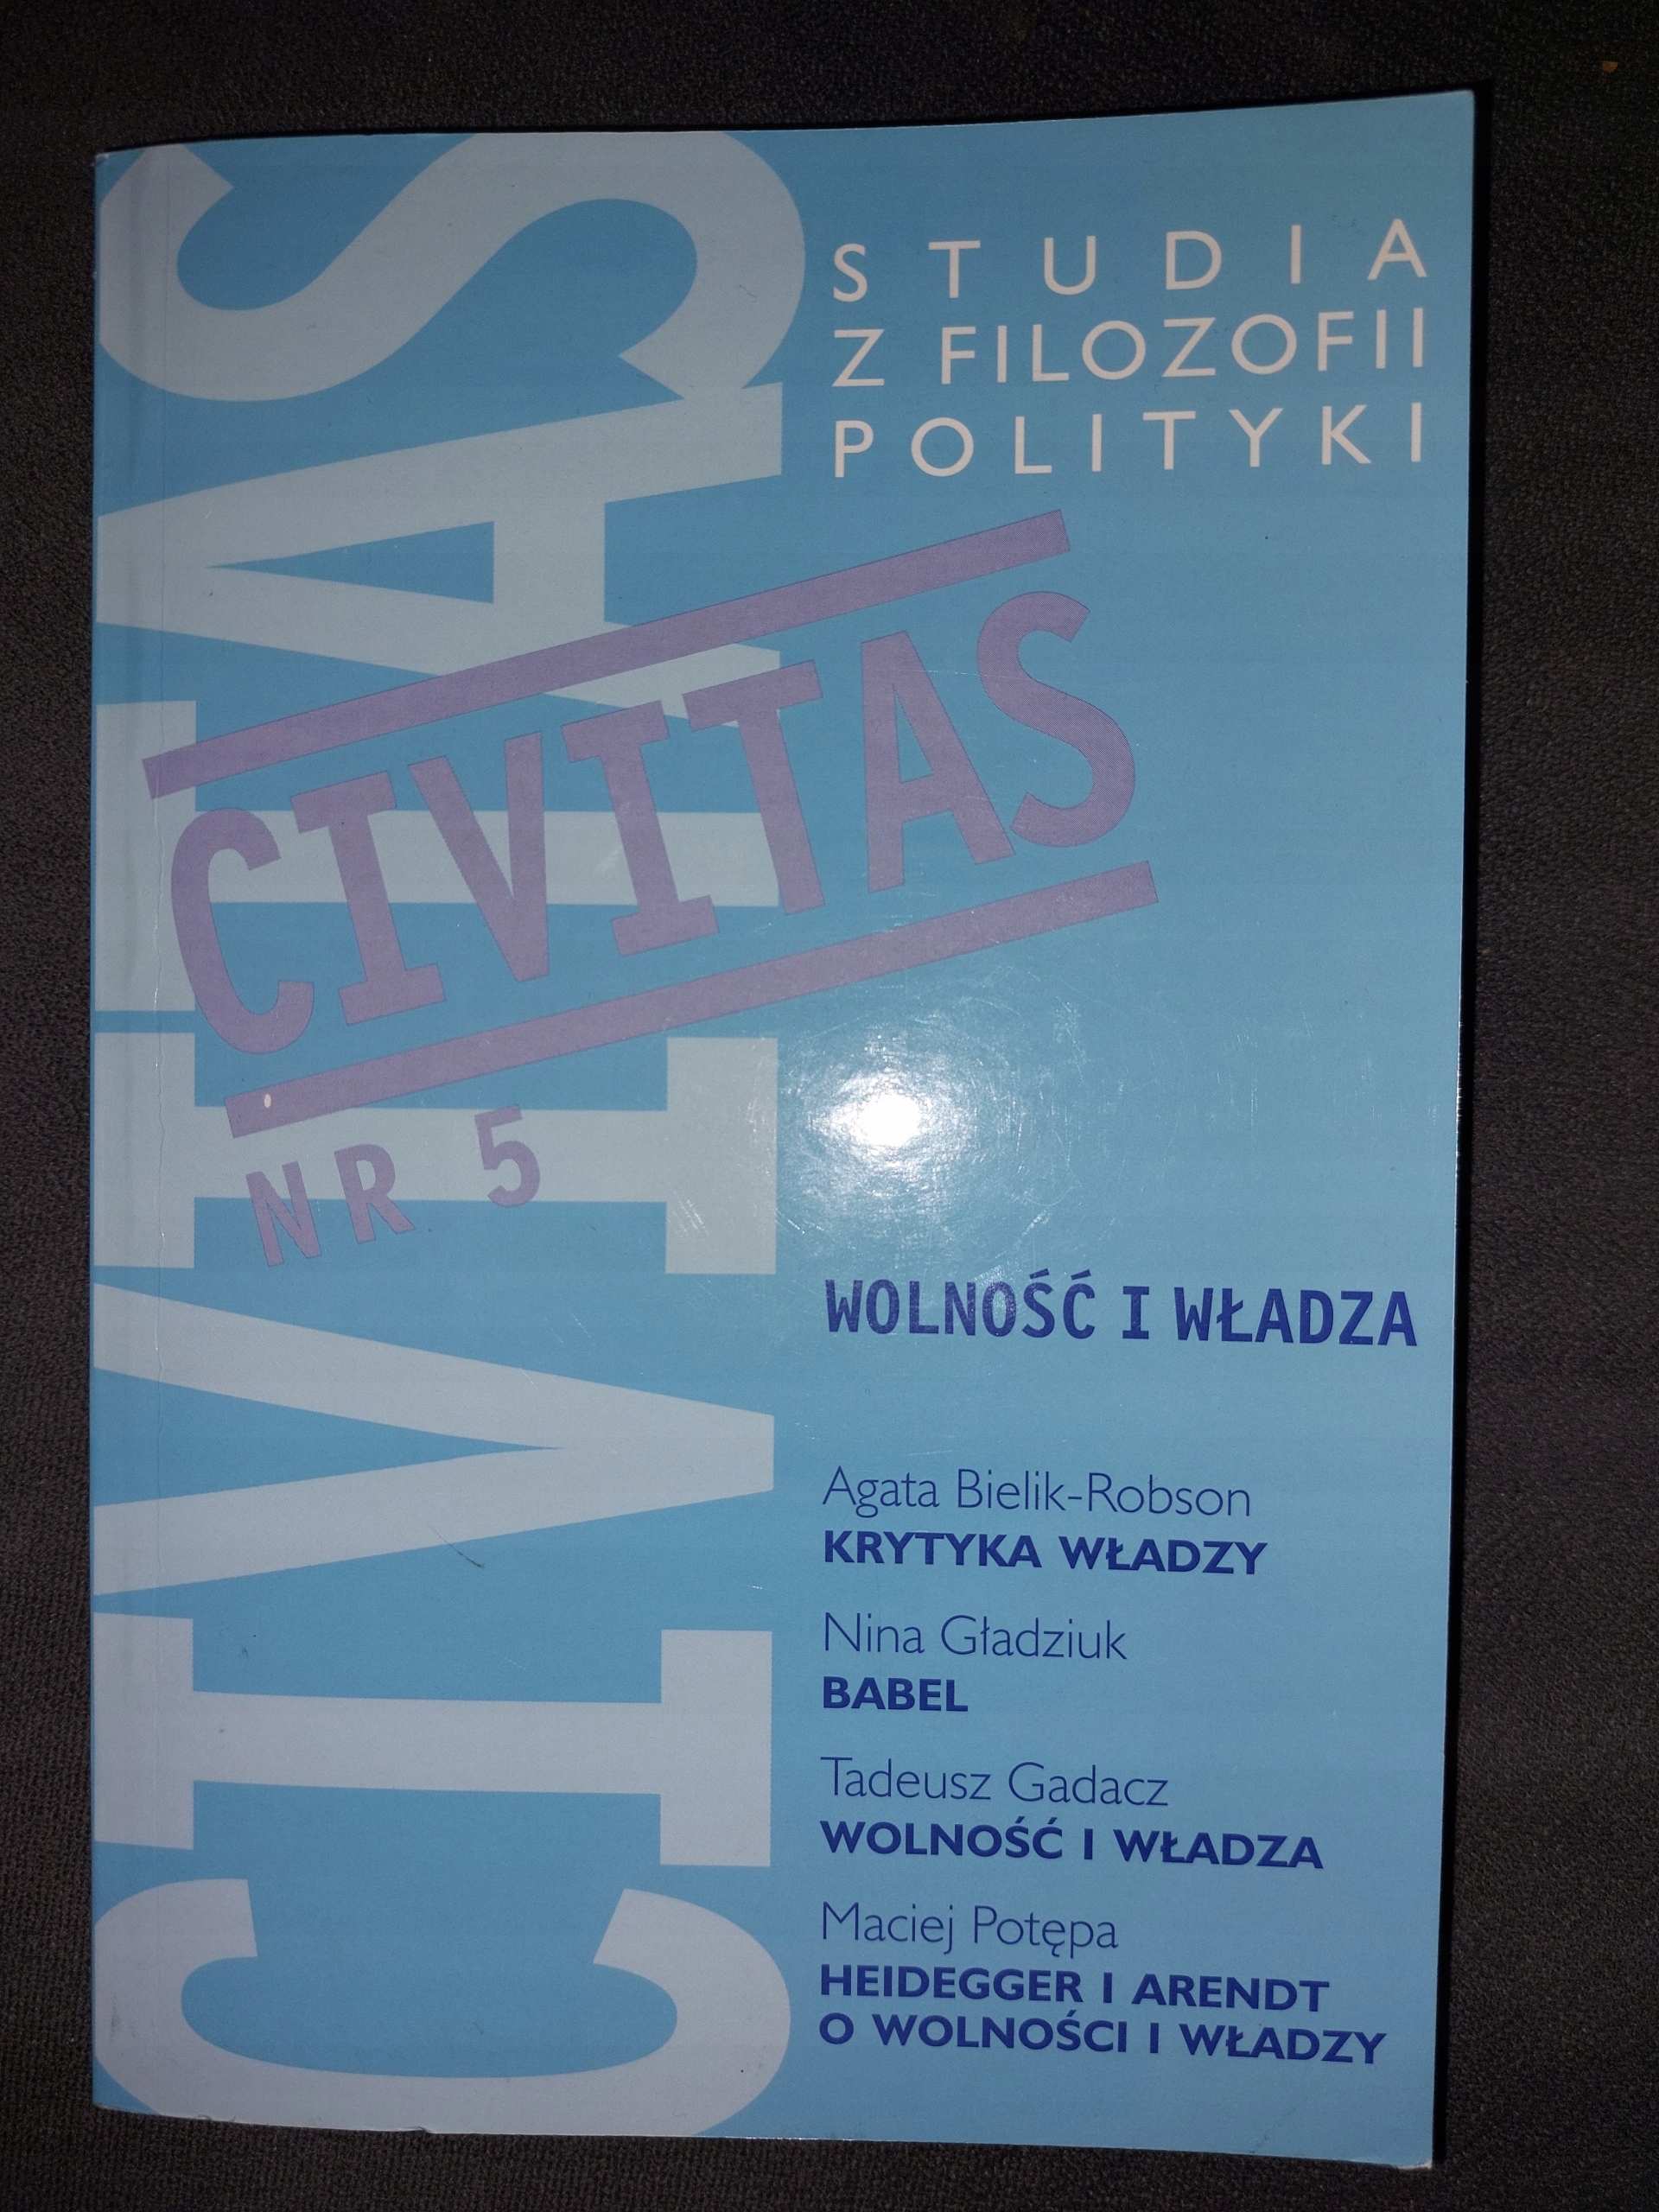 CIVITAS
STUDIA
Z FILOZOFII
POLITYKI
CIVITAS
NR 5
WOLNOŚĆ I WŁADZA
Agata Bielik-Robson
KRYTYKA WŁADZY
Nina Gładziuk
BABEL
Tadeusz Gadacz
WOLNOŚĆ I WŁADZA
Maciej Potępa
HEIDEGGER I ARENDT
O WOLNOŚCI I WŁADZY